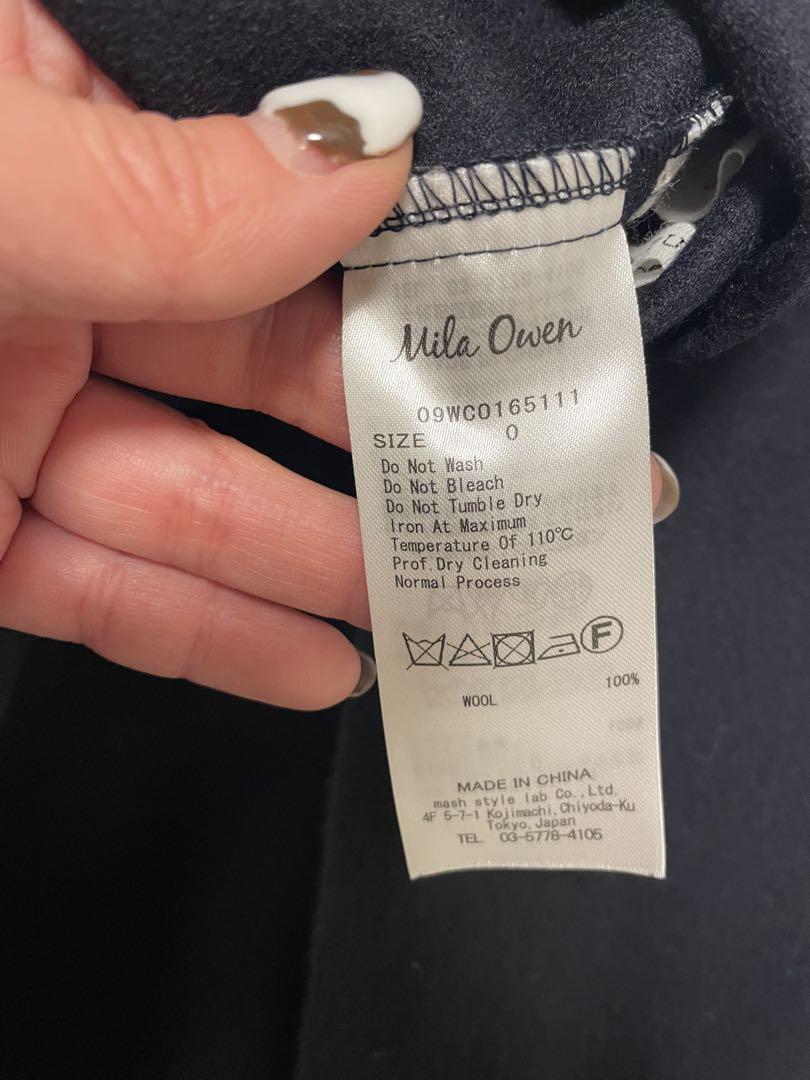 Mila Owen
09WCO165111
SIZE 0
Do Not Wash
Do Not Bleach
Do Not Tumble Dry
Iron At Maximum
Temperature Of 110℃
Prof.Dry Cleaning
Normal Process
F
WOOL 100%
MADE IN CHINA
mash style lab Co.,Ltd.
4F 5-7-1 Kojimachi,Chiyoda-Ku
Tokyo,Japan
TEL 03-5778-4105